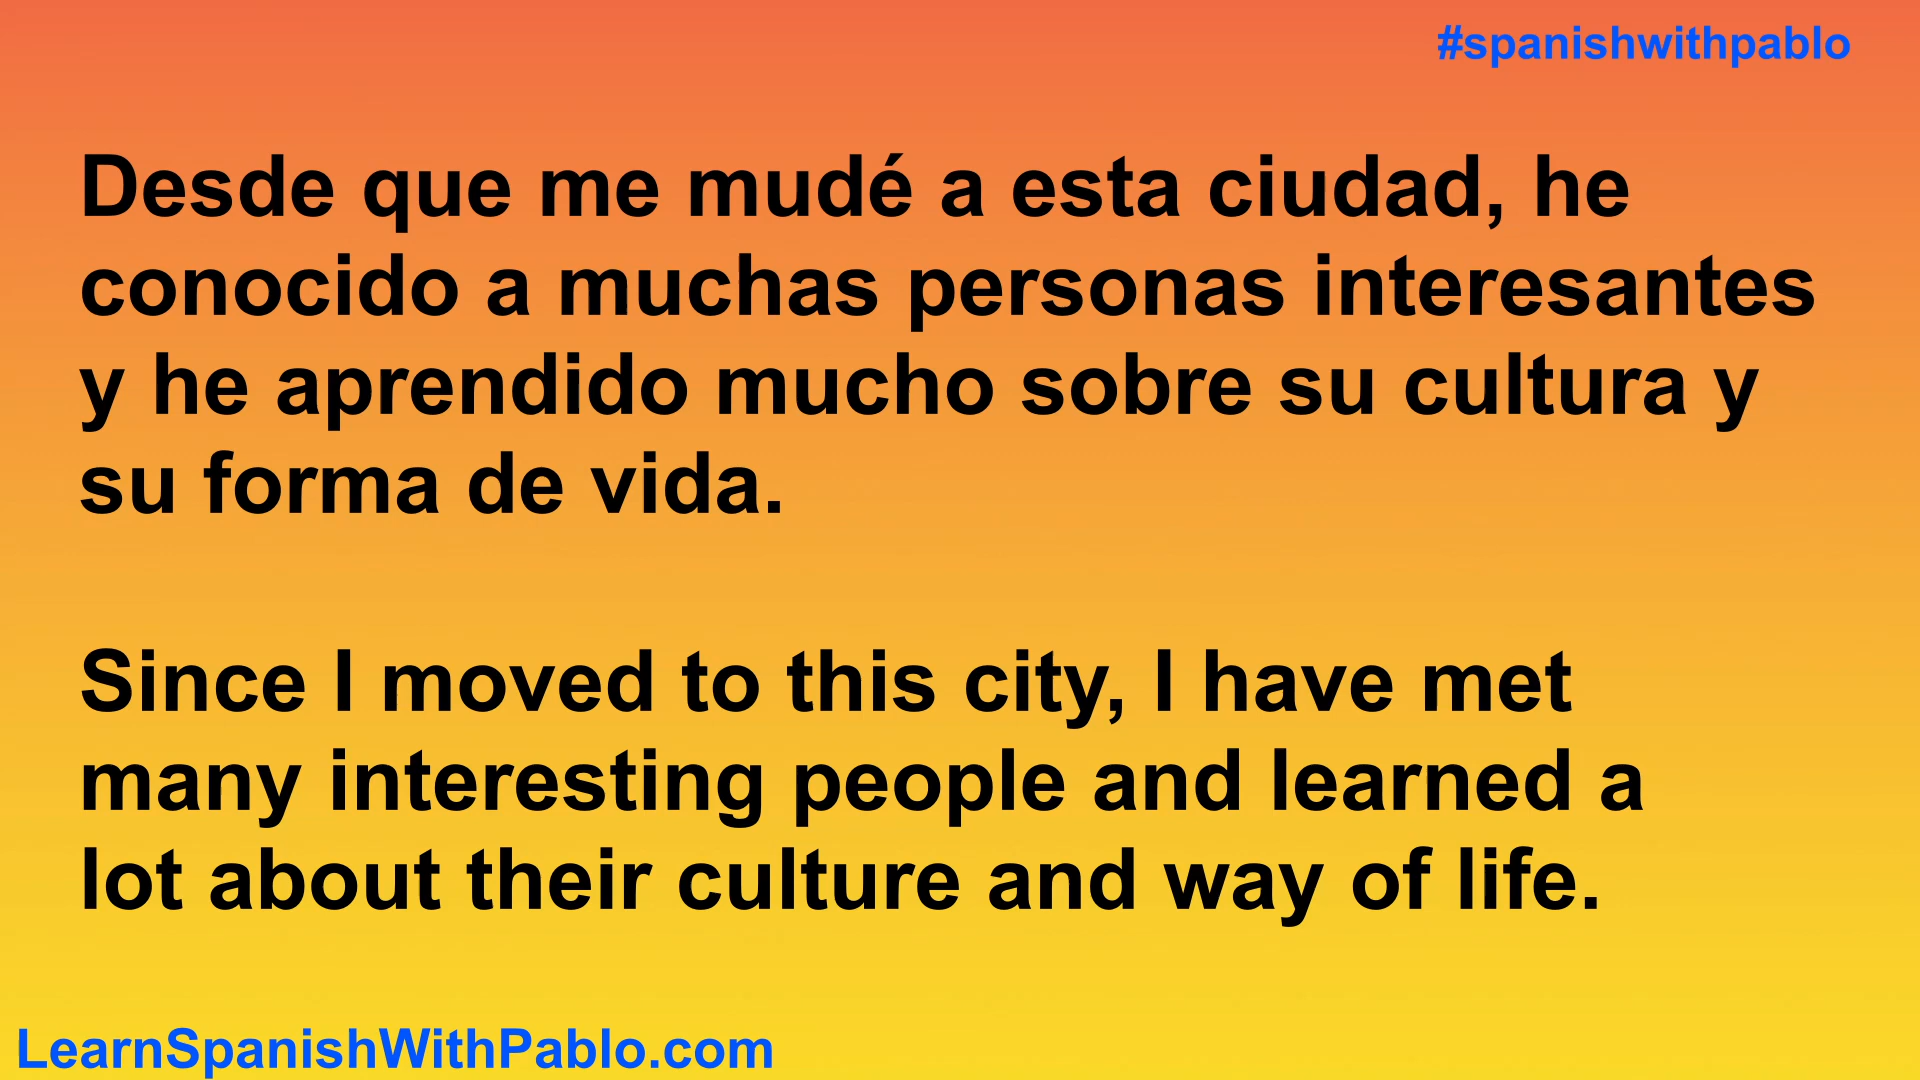 #spanishwithpablo
Desde que me mudé a esta ciudad, he
conocido a muchas personas interesantes
y he aprendido mucho sobre su cultura y
su forma de vida.
Since I moved to this city, I have met
many interesting people and learned a
lot about their culture and way of life.
LearnSpanishWithPablo.com